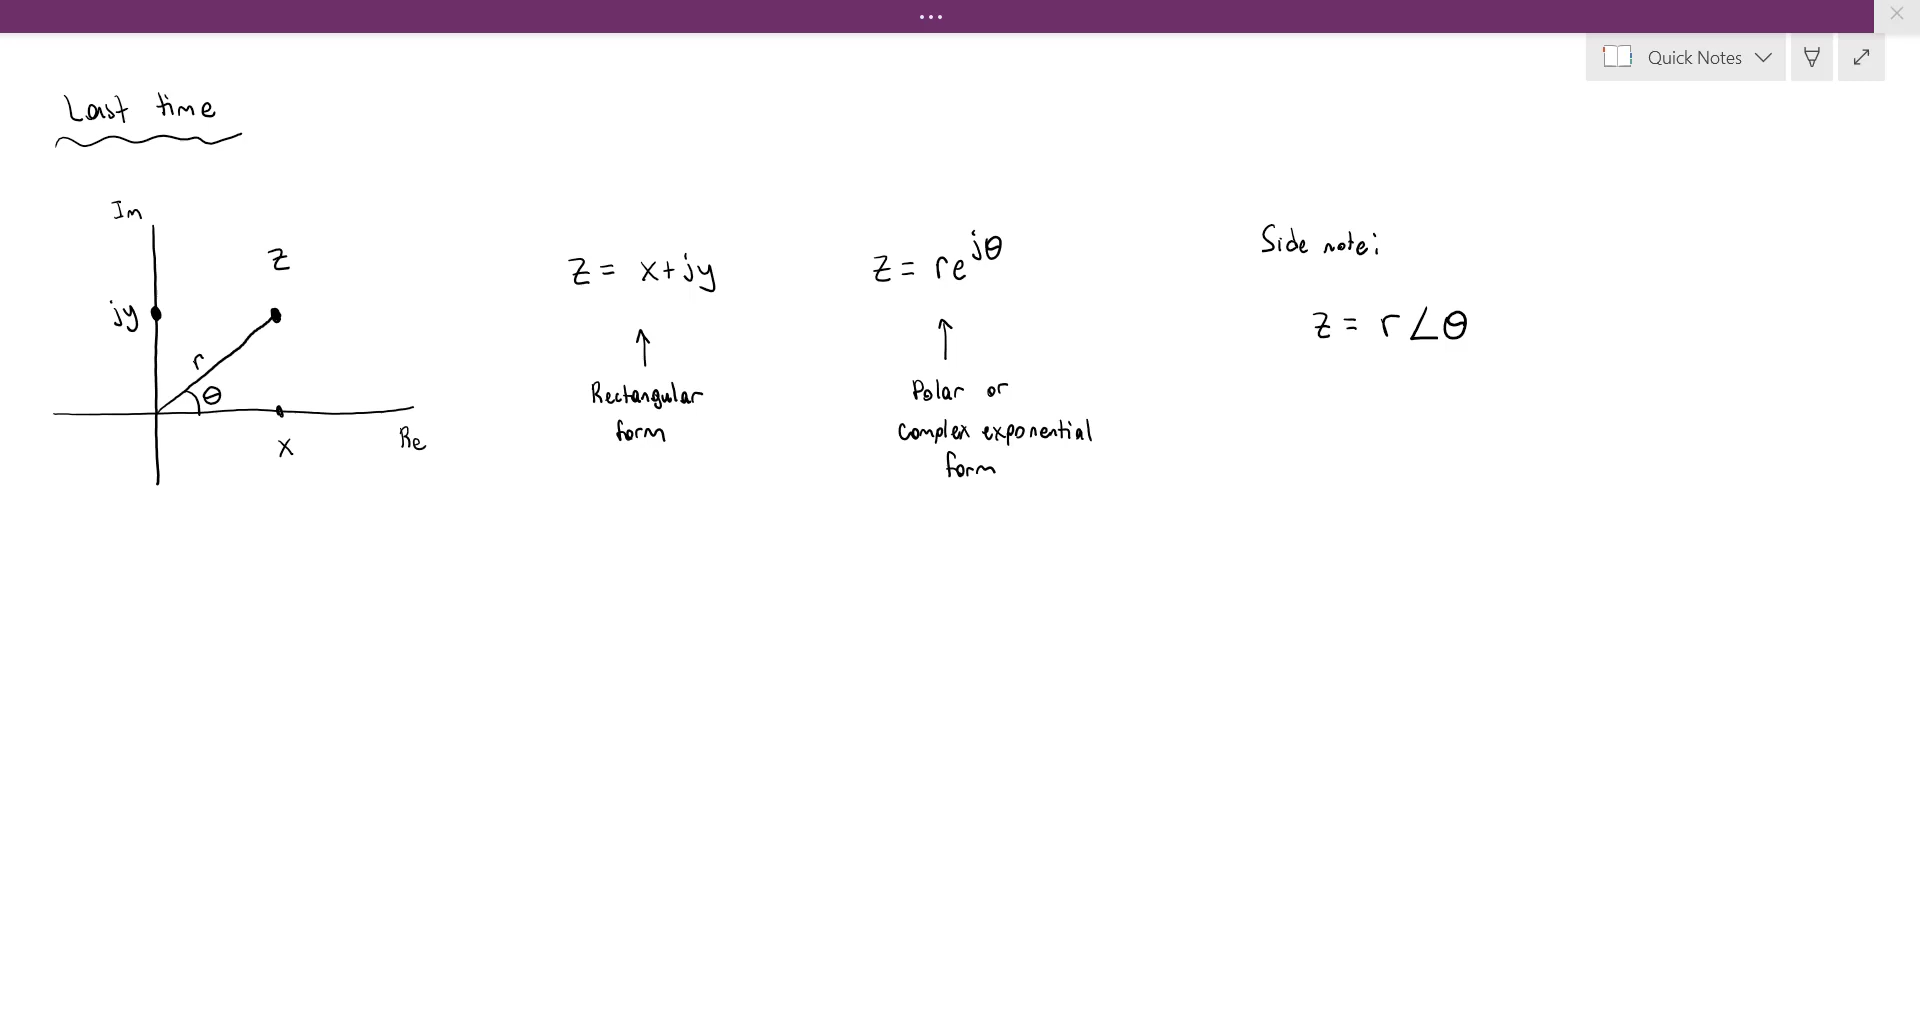 ...
Quick Notes
Last time
Im
z
jy
r
θ
x
Re
z = x+jy
↑
Rectangular
form
z = re^{jθ}
↑
Polar or
complex exponential
form
Side note:
z = r∠θ